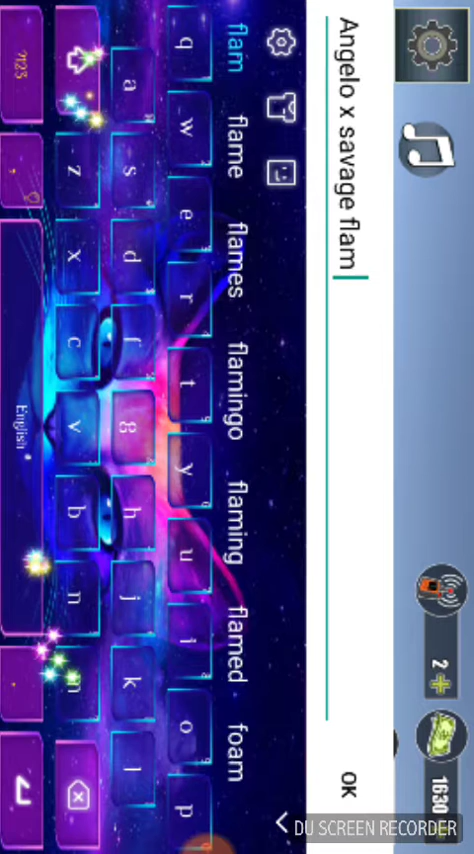 2
1630
Angelo x savage flam
OK
flam flame flames flamingo flaming flamed foam
q w e r t y u i o p
a s d f g h j k l
z x c v b n m
?123 , English .
DU SCREEN RECORDER